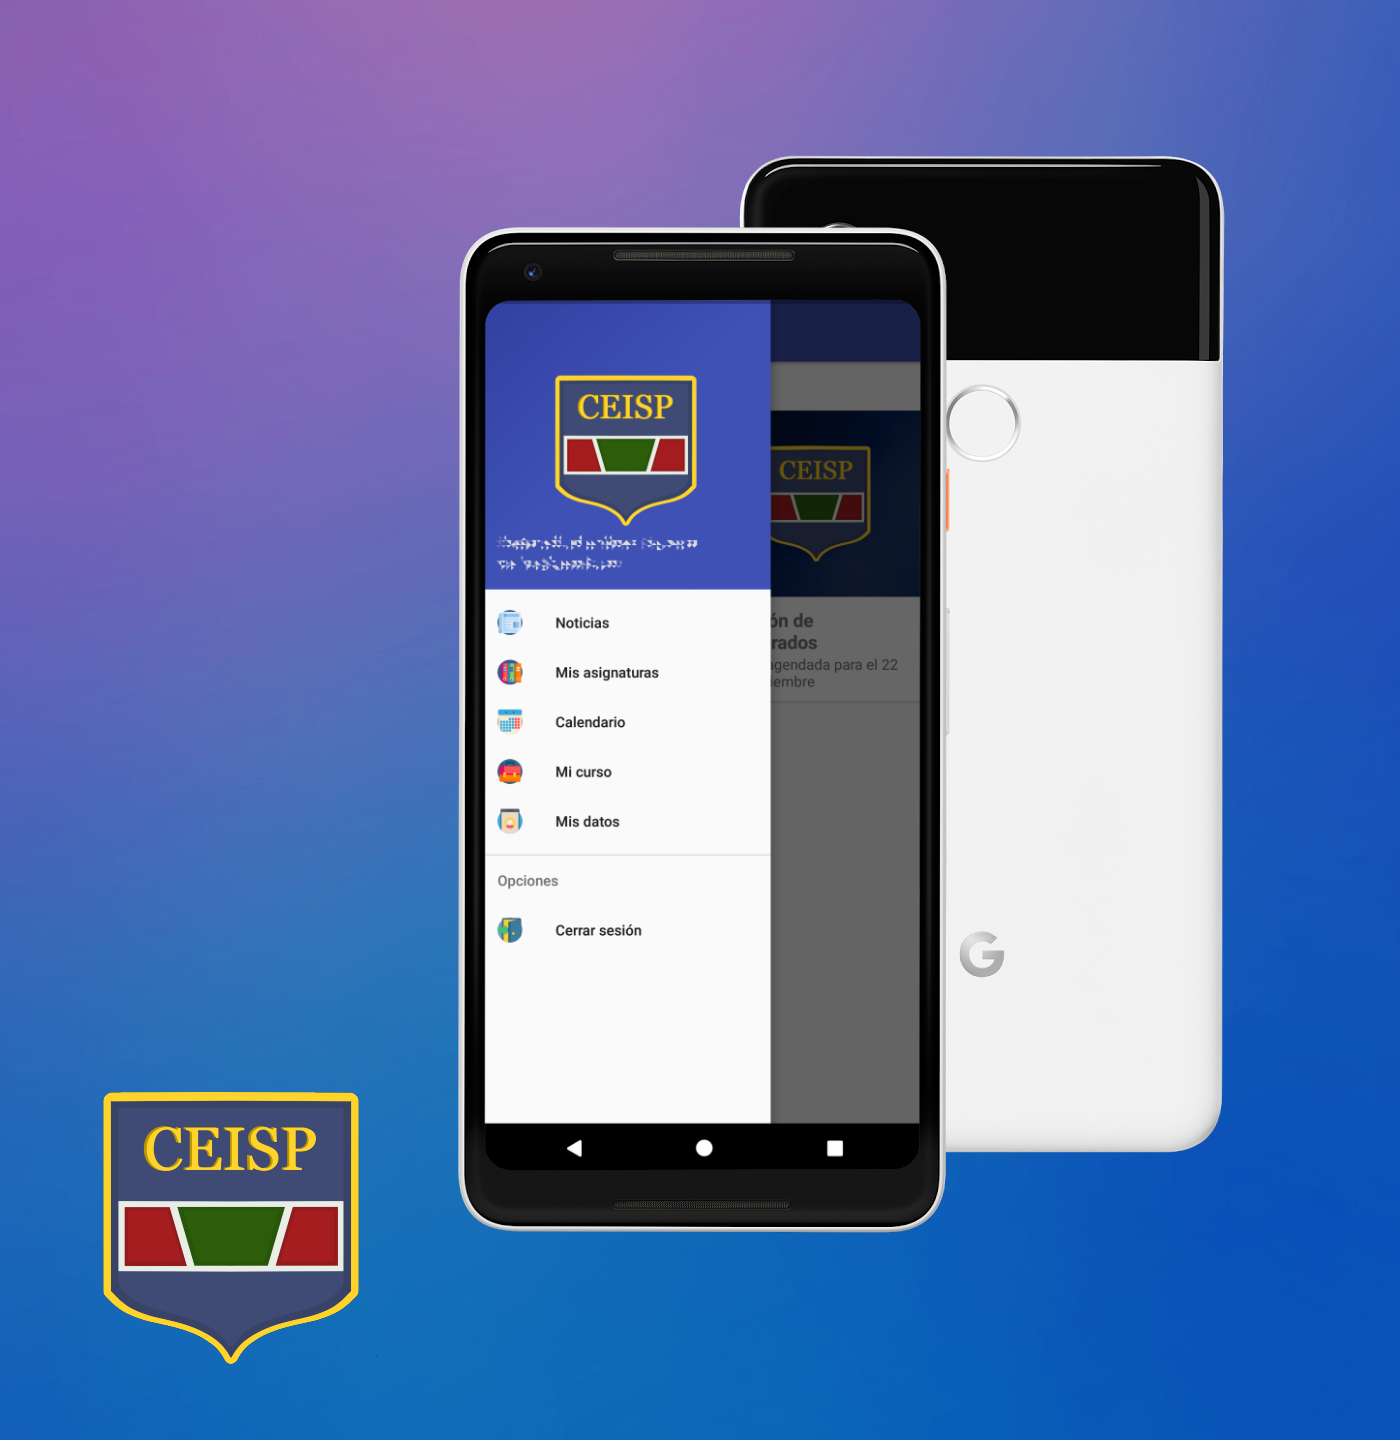 CEISP
Noticias
Mis asignaturas
Calendario
Mi curso
Mis datos
Opciones
Cerrar sesión
CEISP
ón de
rados
agendada para el 22
iembre
G
CEISP